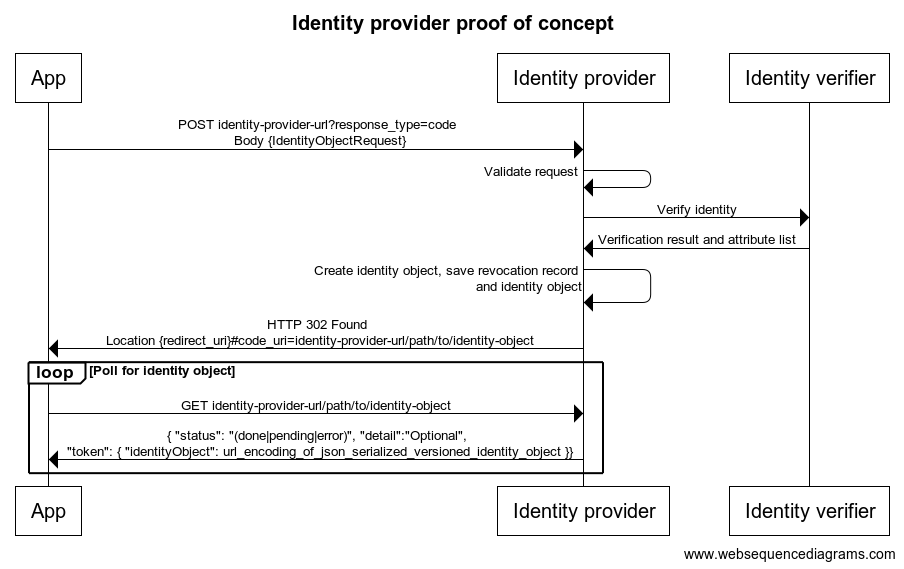 Identity provider proof of concept
App
Identity provider
Identity verifier
POST identity-provider-url?response_type=code
Body {IdentityObjectRequest}
Validate request
Verify identity
Verification result and attribute list
Create identity object, save revocation record
and identity object
HTTP 302 Found
Location {redirect_uri}#code_uri=identity-provider-url/path/to/identity-object
loop
[Poll for identity object]
GET identity-provider-url/path/to/identity-object
{ "status": "(done|pending|error)", "detail":"Optional",
"token": { "identityObject": url_encoding_of_json_serialized_versioned_identity_object }}
App
Identity provider
Identity verifier
www.websequencediagrams.com